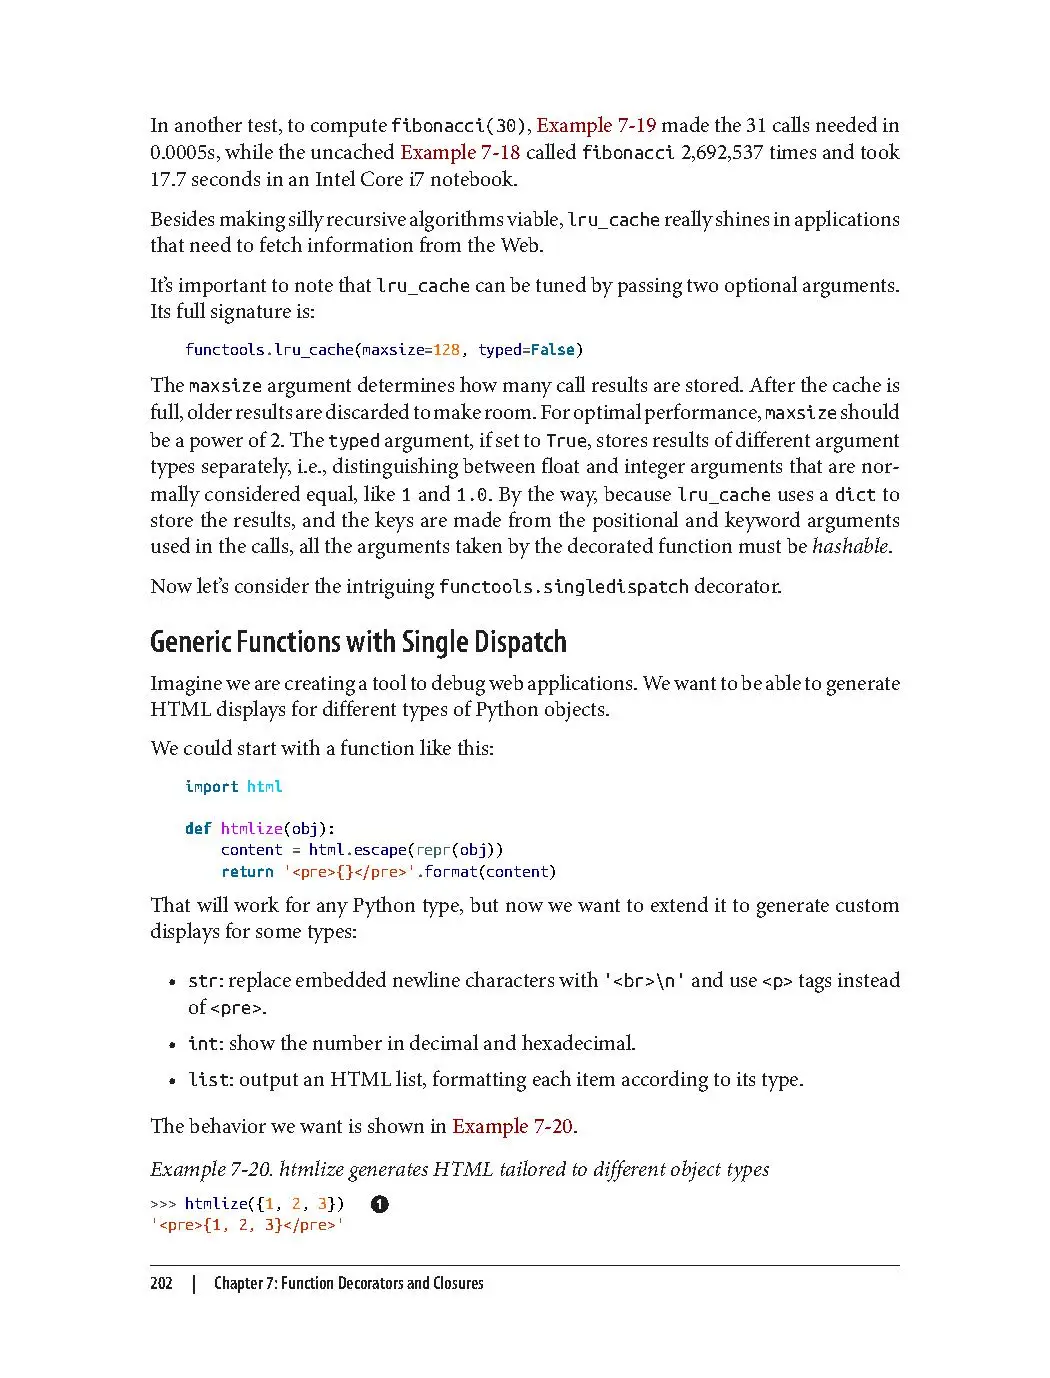 In another test, to compute fibonacci(30), Example 7-19 made the 31 calls needed in
0.0005s, while the uncached Example 7-18 called fibonacci 2,692,537 times and took
17.7 seconds in an Intel Core i7 notebook.
Besides making silly recursive algorithms viable, lru_cache really shines in applications
that need to fetch information from the Web.
It’s important to note that lru_cache can be tuned by passing two optional arguments.
Its full signature is:
functools.lru_cache(maxsize=128, typed=False)
The maxsize argument determines how many call results are stored. After the cache is
full, older results are discarded to make room. For optimal performance, maxsize should
be a power of 2. The typed argument, if set to True, stores results of different argument
types separately, i.e., distinguishing between float and integer arguments that are nor-
mally considered equal, like 1 and 1.0. By the way, because lru_cache uses a dict to
store the results, and the keys are made from the positional and keyword arguments
used in the calls, all the arguments taken by the decorated function must be hashable.
Now let’s consider the intriguing functools.singledispatch decorator.
Generic Functions with Single Dispatch
Imagine we are creating a tool to debug web applications. We want to be able to generate
HTML displays for different types of Python objects.
We could start with a function like this:
import html
def htmlize(obj):
    content = html.escape(repr(obj))
    return '<pre>{}</pre>'.format(content)
That will work for any Python type, but now we want to extend it to generate custom
displays for some types:
• str: replace embedded newline characters with '<br>\n' and use <p> tags instead
of <pre>.
• int: show the number in decimal and hexadecimal.
• list: output an HTML list, formatting each item according to its type.
The behavior we want is shown in Example 7-20.
Example 7-20. htmlize generates HTML tailored to different object types
>>> htmlize({1, 2, 3}) ❶
'<pre>{1, 2, 3}</pre>'
202 | Chapter 7: Function Decorators and Closures